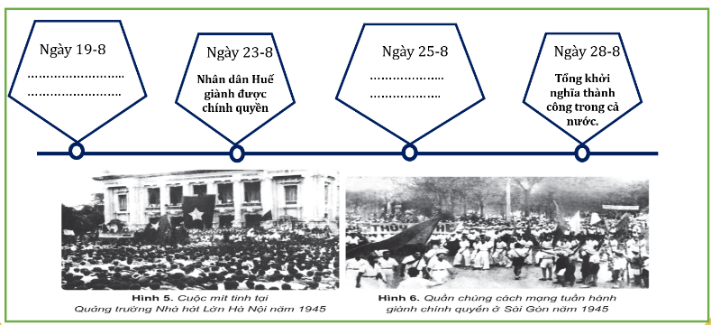 Ngày 19-8
................................
................................
Ngày 23-8
Nhân dân Huế
giành được
chính quyền
Ngày 25-8
........................
........................
Ngày 28-8
Tổng khởi
nghĩa thành
công trong cả
nước.
Hình 5. Cuộc mít tinh tại
Quảng trường Nhà hát Lớn Hà Nội năm 1945
Hình 6. Quần chúng cách mạng tuần hành
giành chính quyền ở Sài Gòn năm 1945